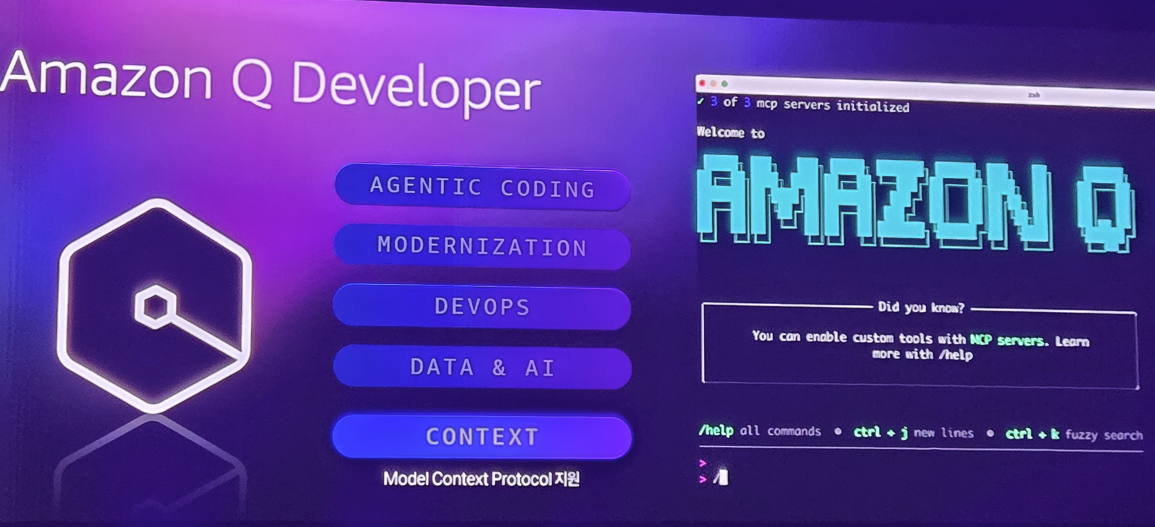 Amazon Q Developer
AGENTIC CODING
MODERNIZATION
DEVOPS
DATA & AI
CONTEXT
Model Context Protocol 지원
zsh
✓ 3 of 3 mcp servers initialized
Welcome to
AMAZON Q
Did you know?
You can enable custom tools with MCP servers. Learn
more with /help
/help all commands • ctrl + j new lines • ctrl + k fuzzy search
>
> /